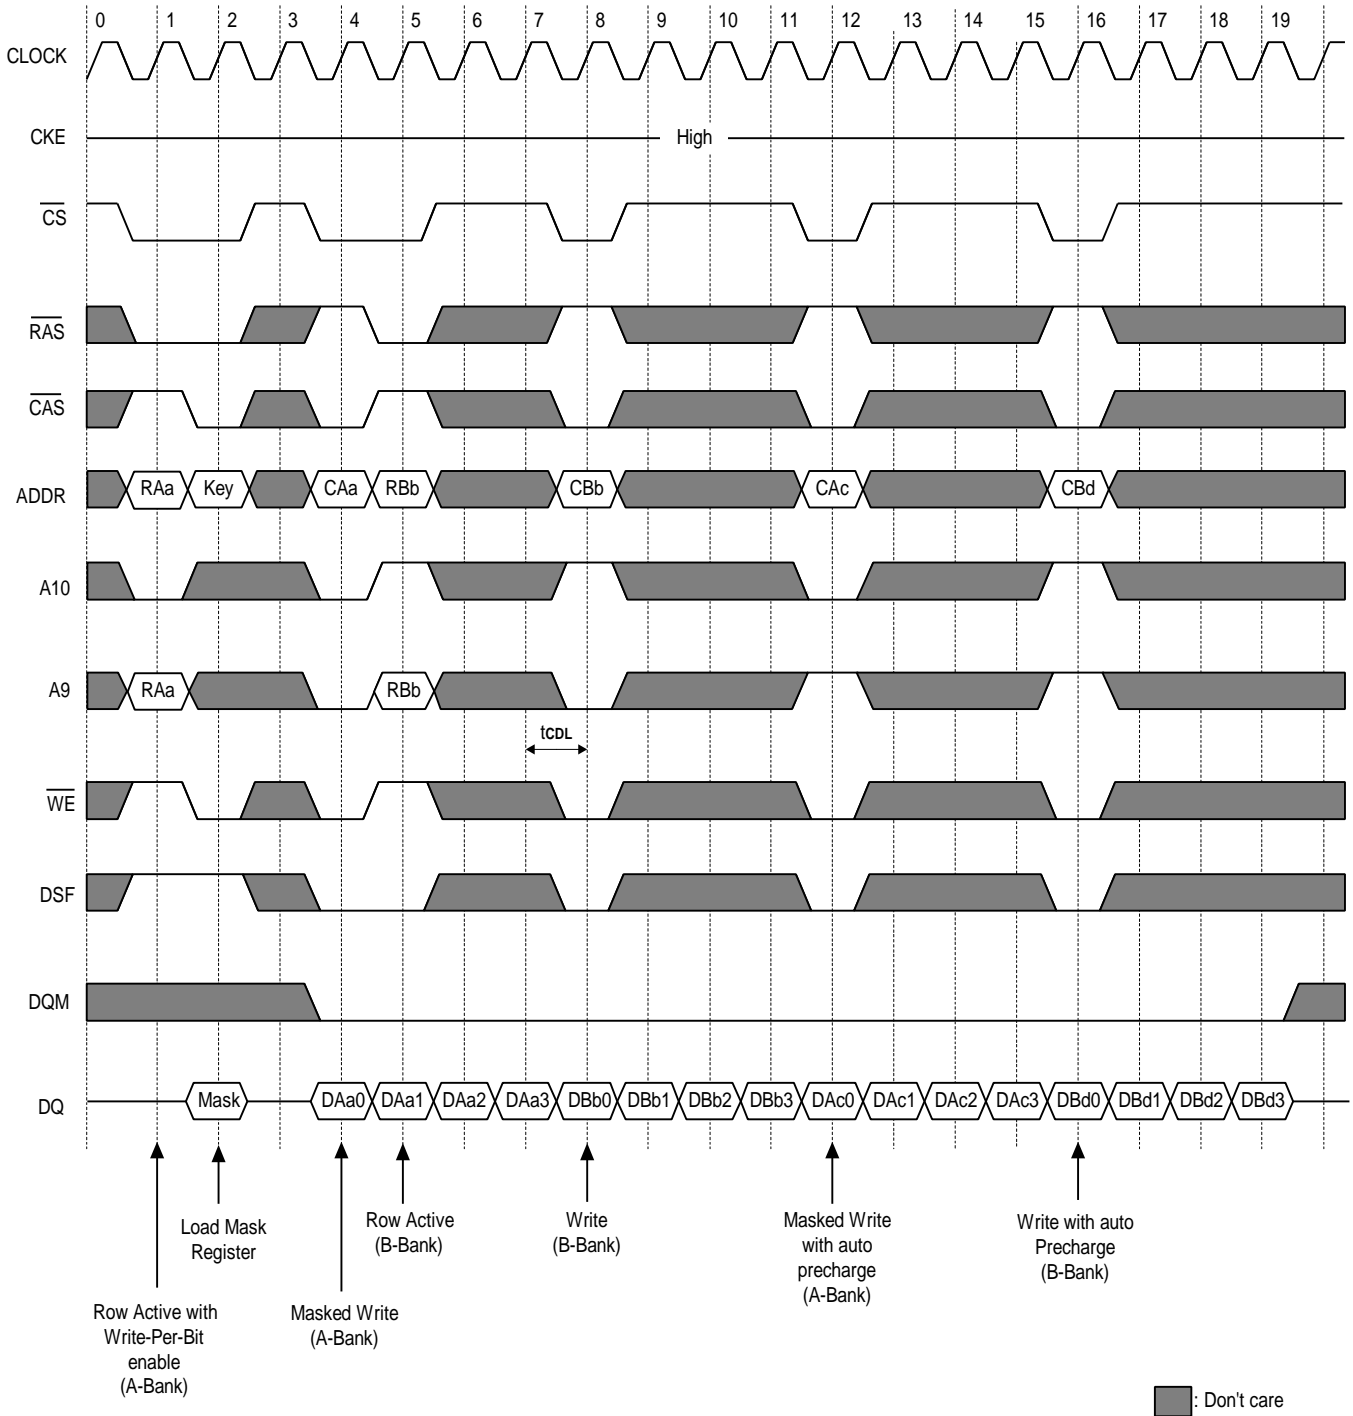 0 1 2 3 4 5 6 7 8 9 10 11 12 13 14 15 16 17 18 19
CLOCK
CKE High
CS
RAS
CAS
ADDR RAa Key CAa RBb CBb CAc CBd
A10
A9 RAa RBb
tCDL
WE
DSF
DQM
DQ Mask DAa0 DAa1 DAa2 DAa3 DBb0 DBb1 DBb2 DBb3 DAc0 DAc1 DAc2 DAc3 DBd0 DBd1 DBd2 DBd3
Load Mask
Register
Row Active
(B-Bank)
Write
(B-Bank)
Masked Write
with auto
precharge
(A-Bank)
Write with auto
Precharge
(B-Bank)
Row Active with
Write-Per-Bit
enable
(A-Bank)
Masked Write
(A-Bank)
: Don't care